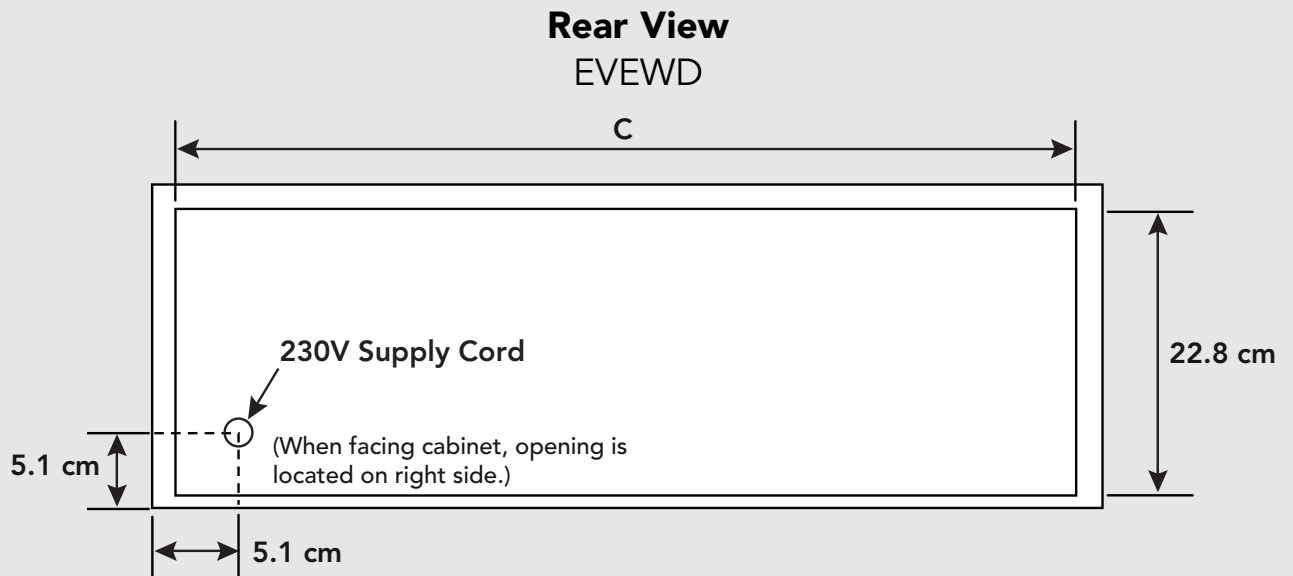 Rear View
EVEWD
C
230V Supply Cord
22.8 cm
(When facing cabinet, opening is
located on right side.)
5.1 cm
5.1 cm